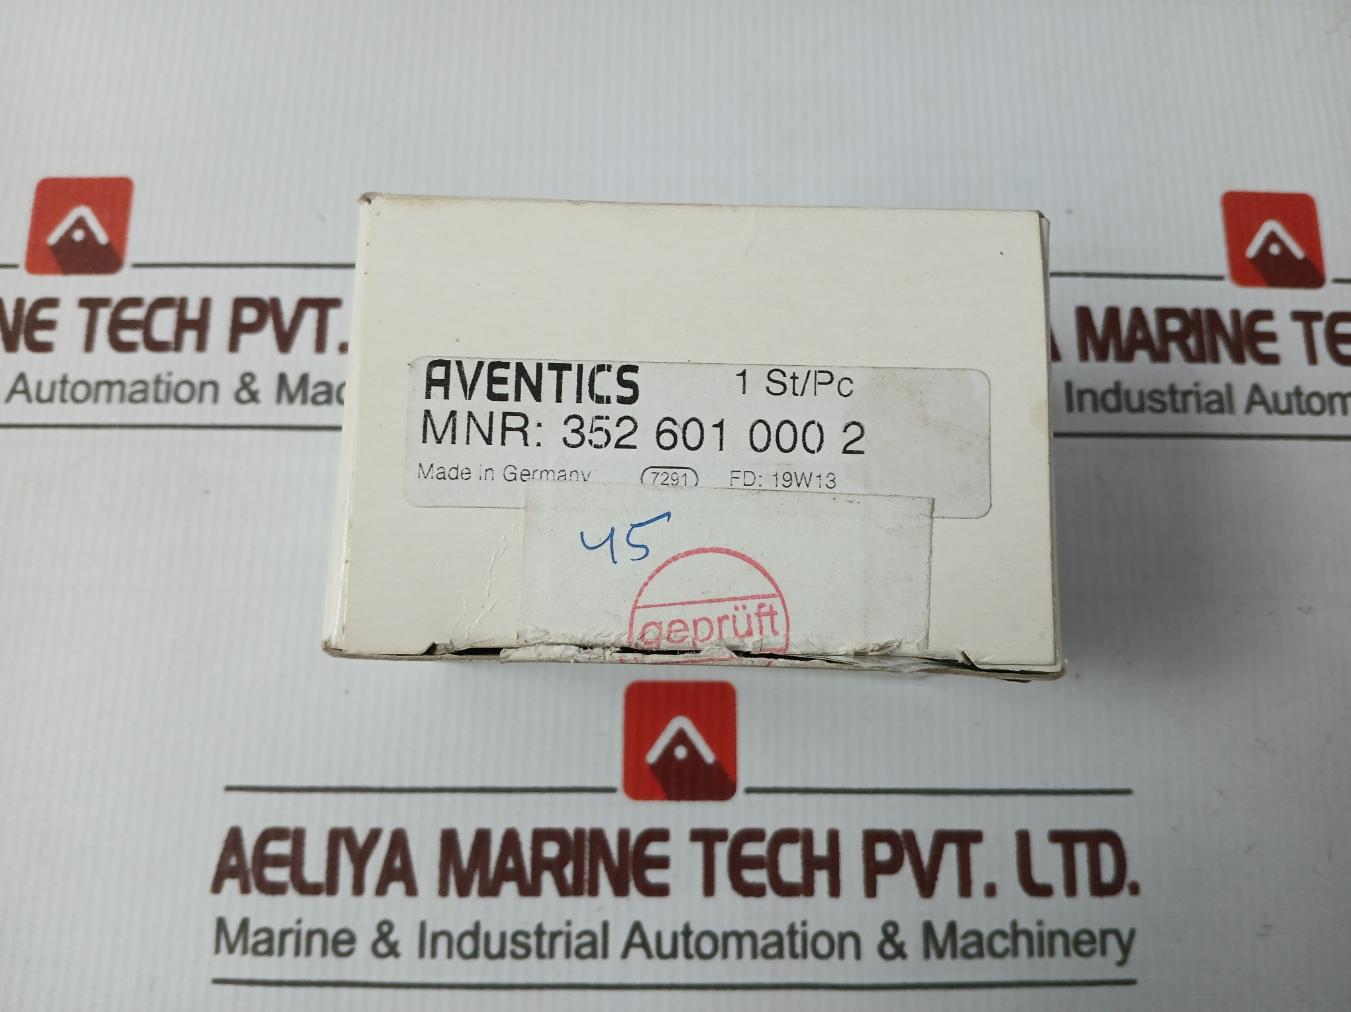 NE TECH PVT.
Automation & Mac
MARINE TE
Industrial Autom
AVENTICS 1 St/Pc
MNR: 352 601 000 2
Made in Germany 7291 FD: 19W13
45
geprüft
AELIYA MARINE TECH PVT. LTD.
Marine & Industrial Automation & Machinery